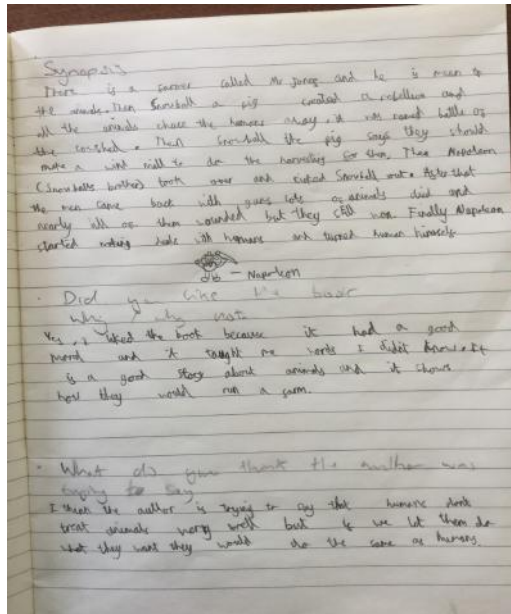 Synopsis
There is a farmer called Mr Jones and he is mean to
the animals. Then Snowball a pig created a rebellion and
all the animals chase the humans away, it was named battle of
the cowshed. Then Snowball the pig says they should
make a wind mill to do the harvesting for them. Then Napoleon
(Snowballs brother) took over and kicked Snowball out. After that
the men came back with guns lots of animals died and
nearly all of them wounded but they still won Finally Napoleon
started making deals with humans and turned human himself
— Napoleon
· Did you like the book
why / why not
Yes, I liked the book because it had a good
moral and it taught me words I didn't know. It
is a good story about animals and it shows
how they would run a farm.
· What do you think the author was
trying to say
I think the author is trying to say that humans dont
treat animals very well but if we let them do
what they want they would do the same as humans.